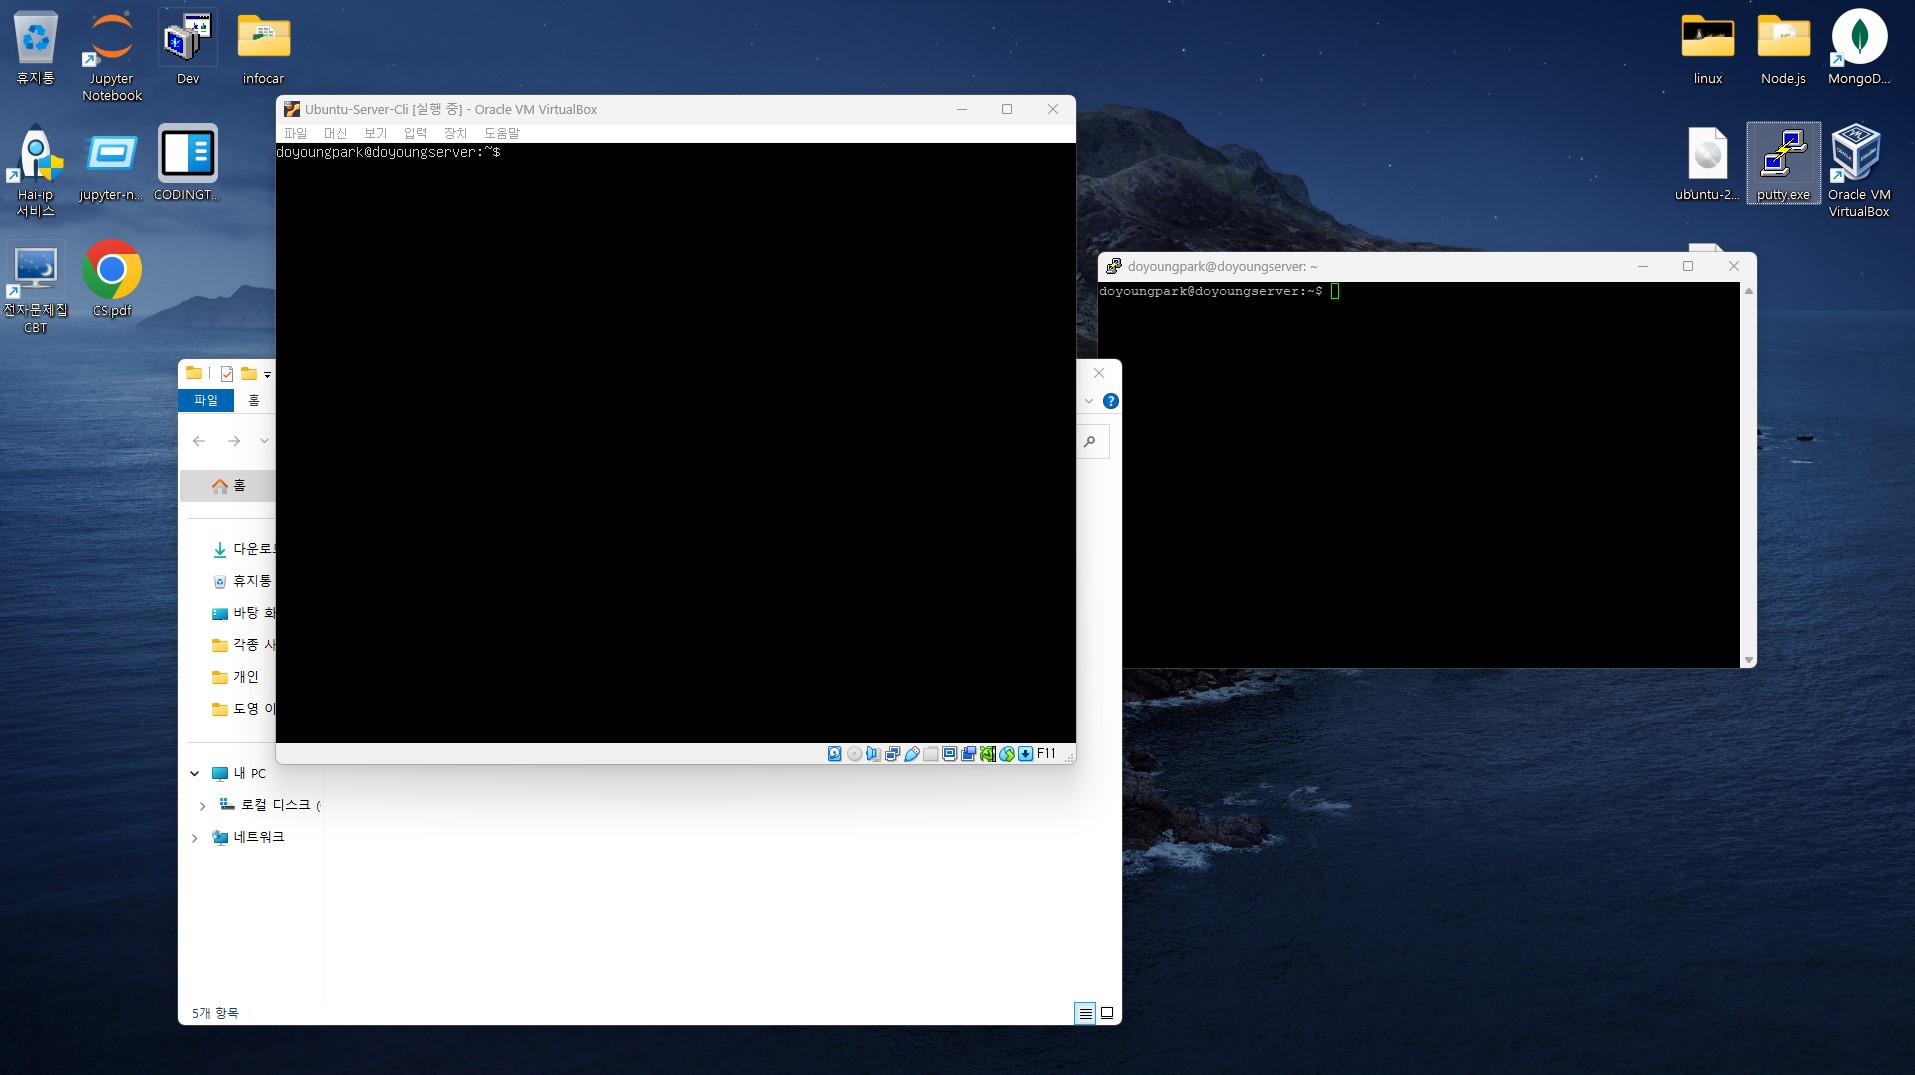 휴지통
Jupyter
Notebook
Dev
infocar
linux
Node.js
MongoD...
Hai-ip
서비스
jupyter-n...
CODINGT...
ubuntu-2...
putty.exe
Oracle VM
VirtualBox
전자문제집
CBT
CS.pdf
Ubuntu-Server-Cli [실행 중] - Oracle VM VirtualBox
파일 머신 보기 입력 장치 도움말
doyoungpark@doyoungserver:~$
F11
doyoungpark@doyoungserver: ~
doyoungpark@doyoungserver:~$
파일 홈
홈
다운로
휴지통
바탕 화
각종 사
개인
도영 이
내 PC
로컬 디스크 (
네트워크
5개 항목